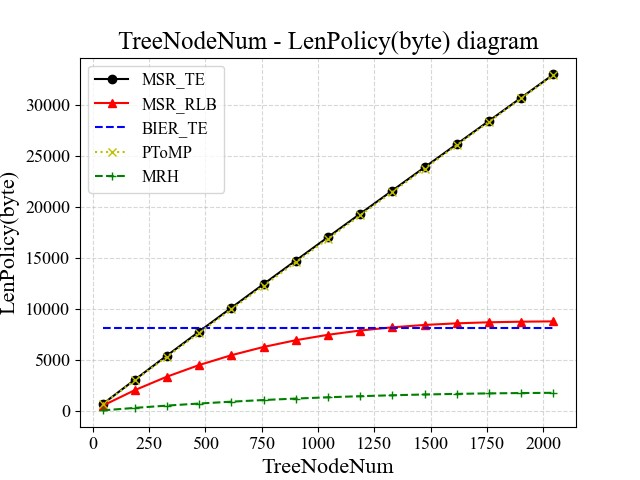 TreeNodeNum - LenPolicy(byte) diagram
MSR_TE
MSR_RLB
BIER_TE
PToMP
MRH
LenPolicy(byte)
30000
25000
20000
15000
10000
5000
0
0 250 500 750 1000 1250 1500 1750 2000
TreeNodeNum